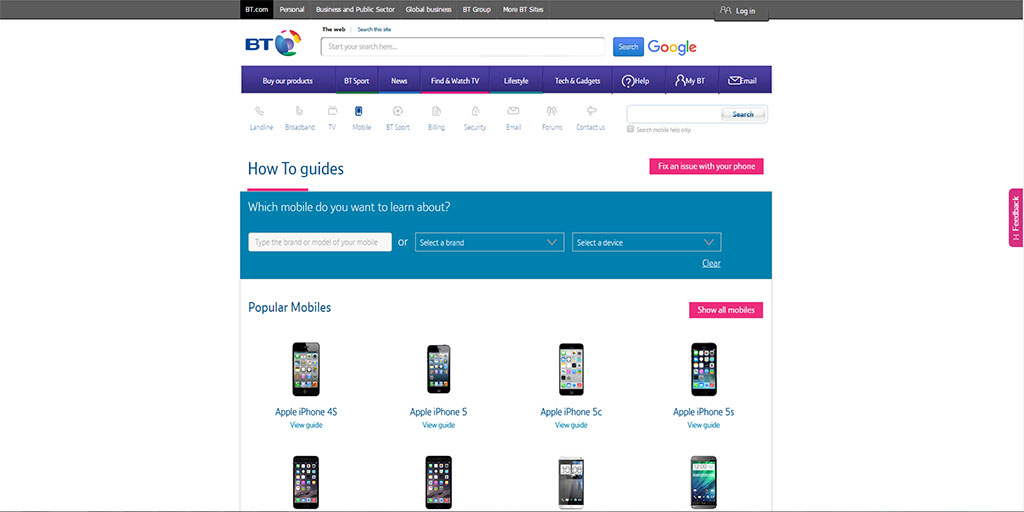 BT.com Personal Business and Public Sector Global business BT Group More BT Sites Log in
The web | Search this site
BT Start your search here... Search Google
Buy our products BT Sport News Find & Watch TV Lifestyle Tech & Gadgets Help My BT Email
Landline Broadband TV Mobile BT Sport Billing Security Email Forums Contact us Search
Search mobile help only
How To guides Fix an issue with your phone
Feedback
Which mobile do you want to learn about?
Type the brand or model of your mobile or Select a brand Select a device
Clear
Popular Mobiles Show all mobiles
Apple iPhone 4S Apple iPhone 5 Apple iPhone 5c Apple iPhone 5s
View guide View guide View guide View guide